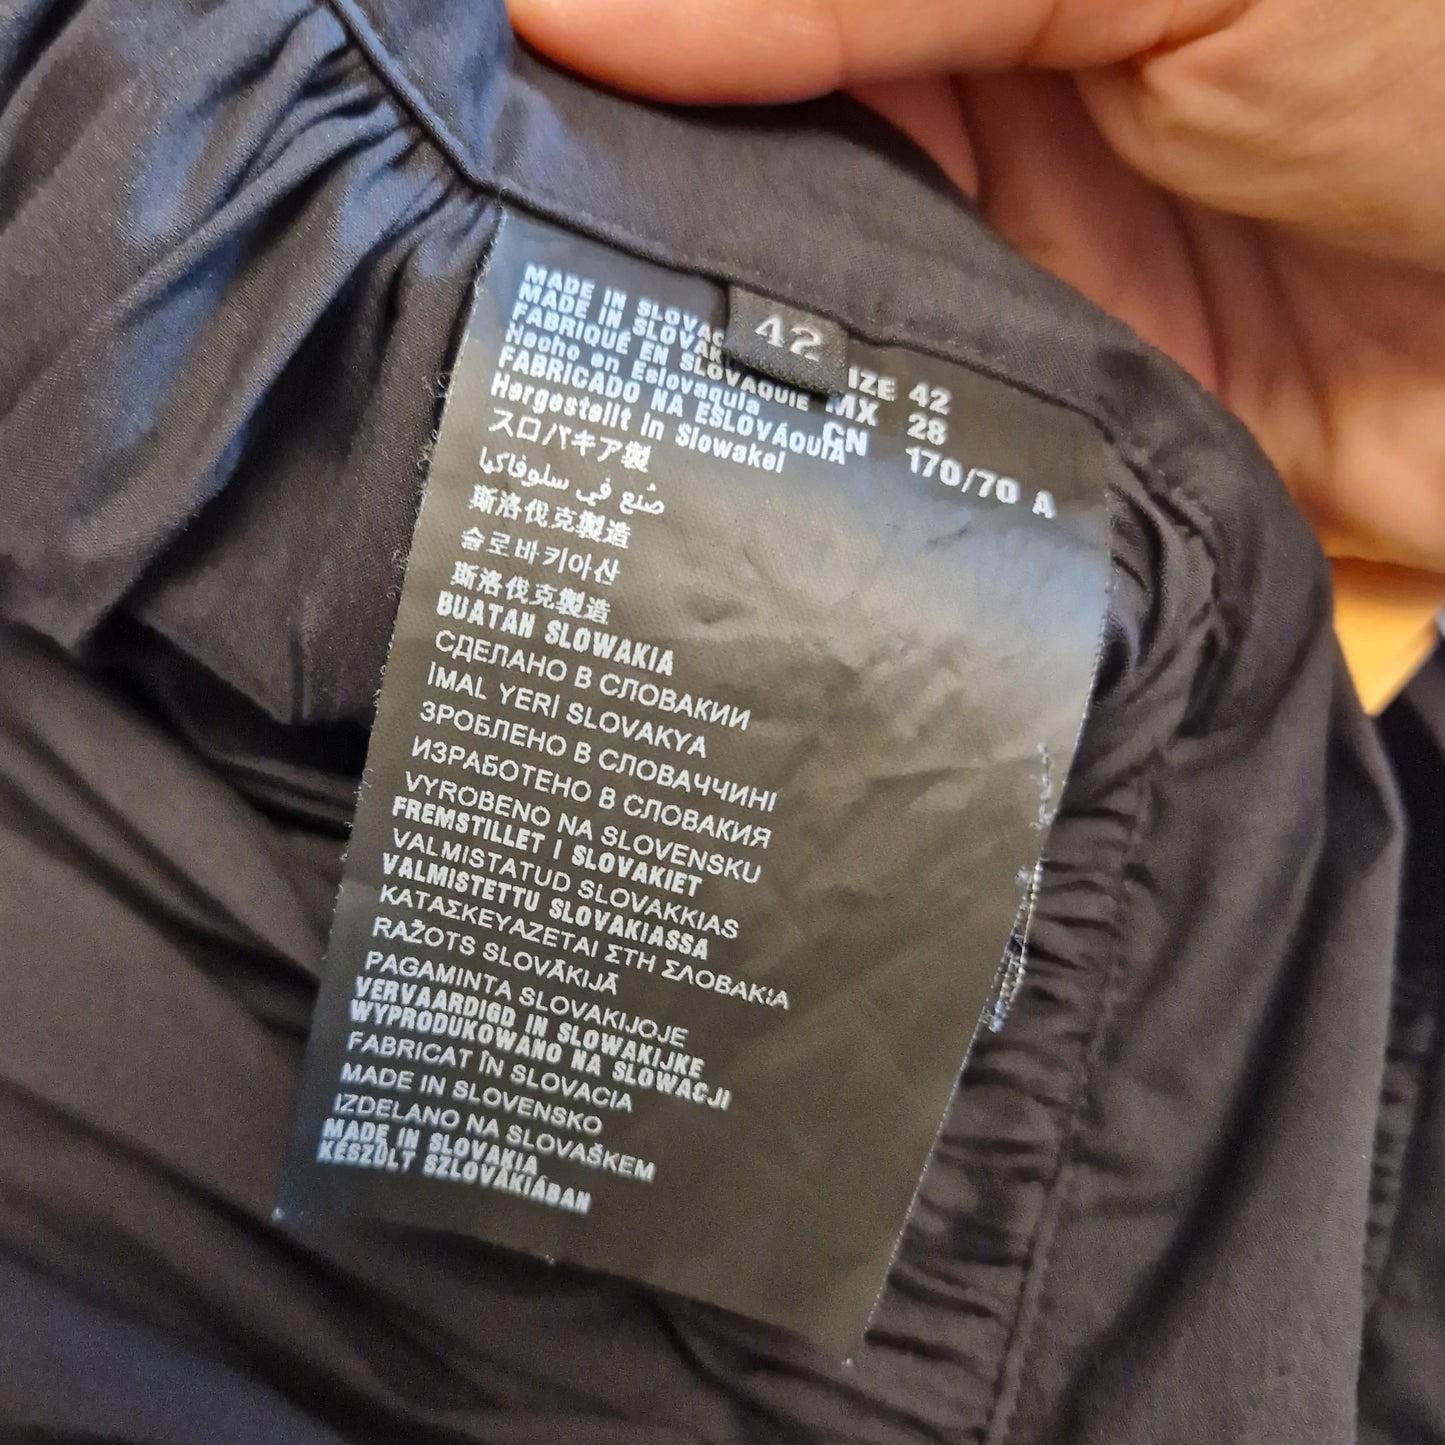 42
MADE IN SLOVAC
MADE IN SLOVAK
FABRIQUÉ EN SLOVAQUIE
Hecho en Eslovaquia
FABRICADO NA ESLOVÁQUIA
Hergestellt in Slowakei
スロバキア製
صُنع في سلوفاكيا
斯洛伐克製造
슬로바키아산
斯洛伐克製造
BUATAN SLOWAKIA
СДЕЛАНО В СЛОВАКИИ
İMAL YERİ SLOVAKYA
ЗРОБЛЕНО В СЛОВАЧЧИНІ
ИЗРАБОТЕНО В СЛОВАКИЯ
VYROBENO NA SLOVENSKU
FREMSTILLET I SLOVAKIET
VALMISTATUD SLOVAKKIAS
VALMISTETTU SLOVAKIASSA
ΚΑΤΑΣΚΕΥΑΖΕΤΑΙ ΣΤΗ ΣΛΟΒΑΚΙΑ
RAŽOTS SLOVĀKIJĀ
PAGAMINTA SLOVAKIJOJE
VERVAARDIGD IN SLOWAKIJKE
WYPRODUKOWANO NA SLOWACJI
FABRICAT ÎN SLOVACIA
MADE IN SLOVENSKO
IZDELANO NA SLOVAŠKEM
MADE IN SLOVAKIA
KÉSZÜLT SZLOVÁKIÁBAN
IZE 42
MX 28
CN 170/70 A